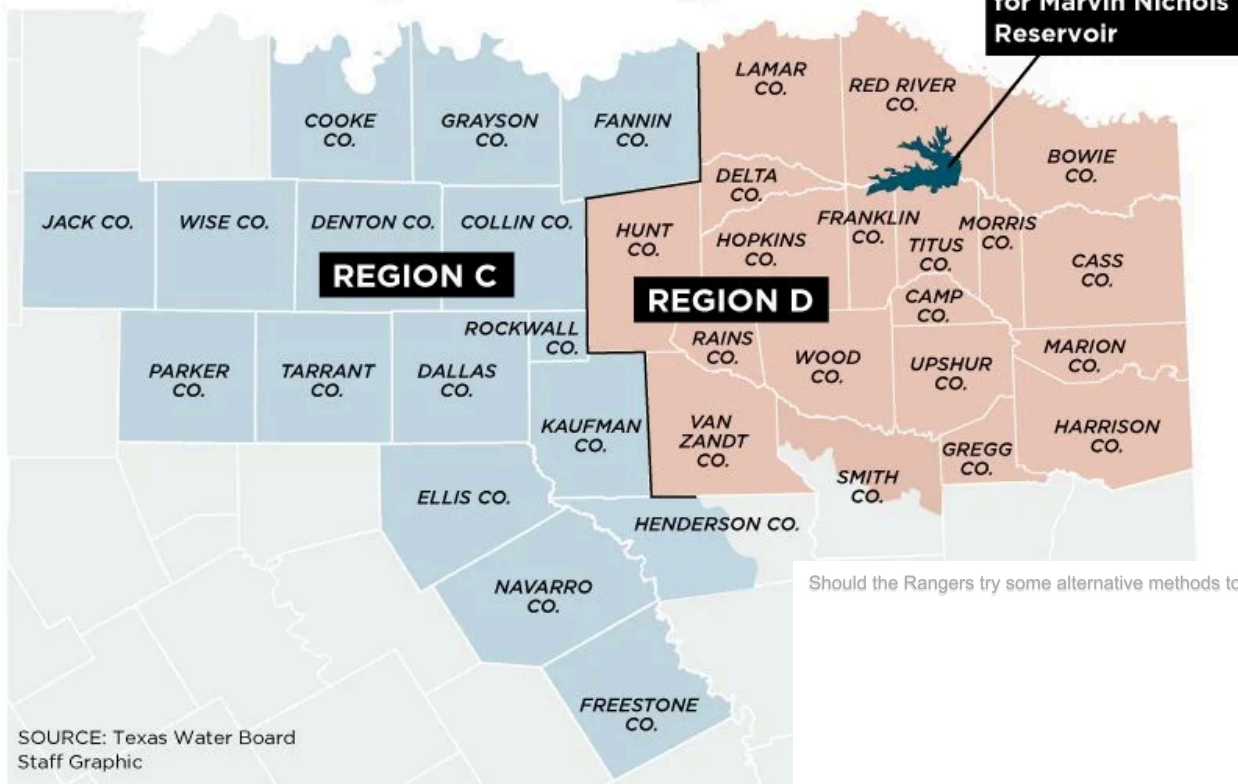 for Marvin Nichols
Reservoir
LAMAR
CO.
RED RIVER
CO.
COOKE
CO.
GRAYSON
CO.
FANNIN
CO.
BOWIE
CO.
DELTA
CO.
JACK CO.
WISE CO.
DENTON CO.
COLLIN CO.
HUNT
CO.
HOPKINS
CO.
FRANKLIN
CO.
TITUS
CO.
MORRIS
CO.
CASS
CO.
REGION C
REGION D
CAMP
CO.
ROCKWALL
CO.
RAINS
CO.
WOOD
CO.
UPSHUR
CO.
MARION
CO.
PARKER
CO.
TARRANT
CO.
DALLAS
CO.
KAUFMAN
CO.
VAN
ZANDT
CO.
HARRISON
CO.
GREGG
CO.
SMITH
CO.
ELLIS CO.
HENDERSON CO.
NAVARRO
CO.
Should the Rangers try some alternative methods to
FREESTONE
CO.
SOURCE: Texas Water Board
Staff Graphic